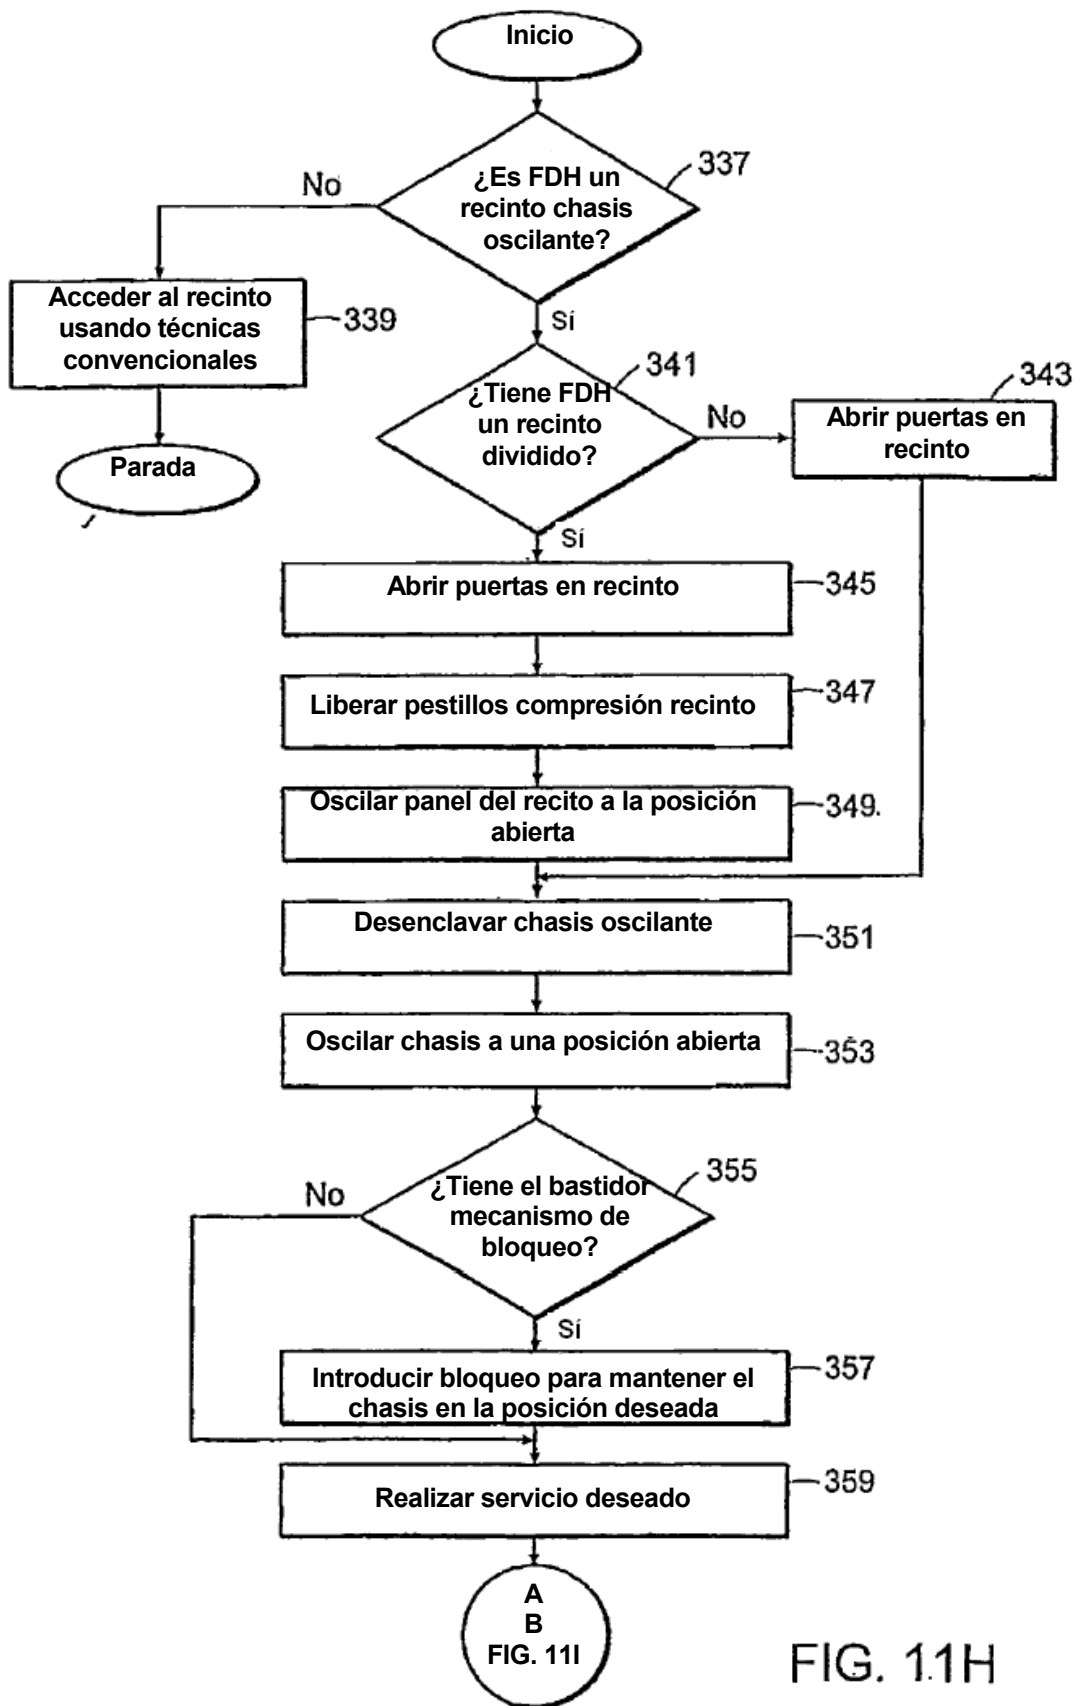 Inicio
¿Es FDH un
recinto chasis
oscilante?
337
No
Sí
Acceder al recinto
usando técnicas
convencionales
339
Parada
¿Tiene FDH
un recinto
dividido?
341
No
Abrir puertas en
recinto
343
Sí
Abrir puertas en recinto
345
Liberar pestillos compresión recinto
347
Oscilar panel del recito a la posición
abierta
349.
Desenclavar chasis oscilante
351
Oscilar chasis a una posición abierta
353
¿Tiene el bastidor
mecanismo de
bloqueo?
355
No
Sí
Introducir bloqueo para mantener el
chasis en la posición deseada
357
Realizar servicio deseado
359
A
B
FIG. 11I
FIG. 11H